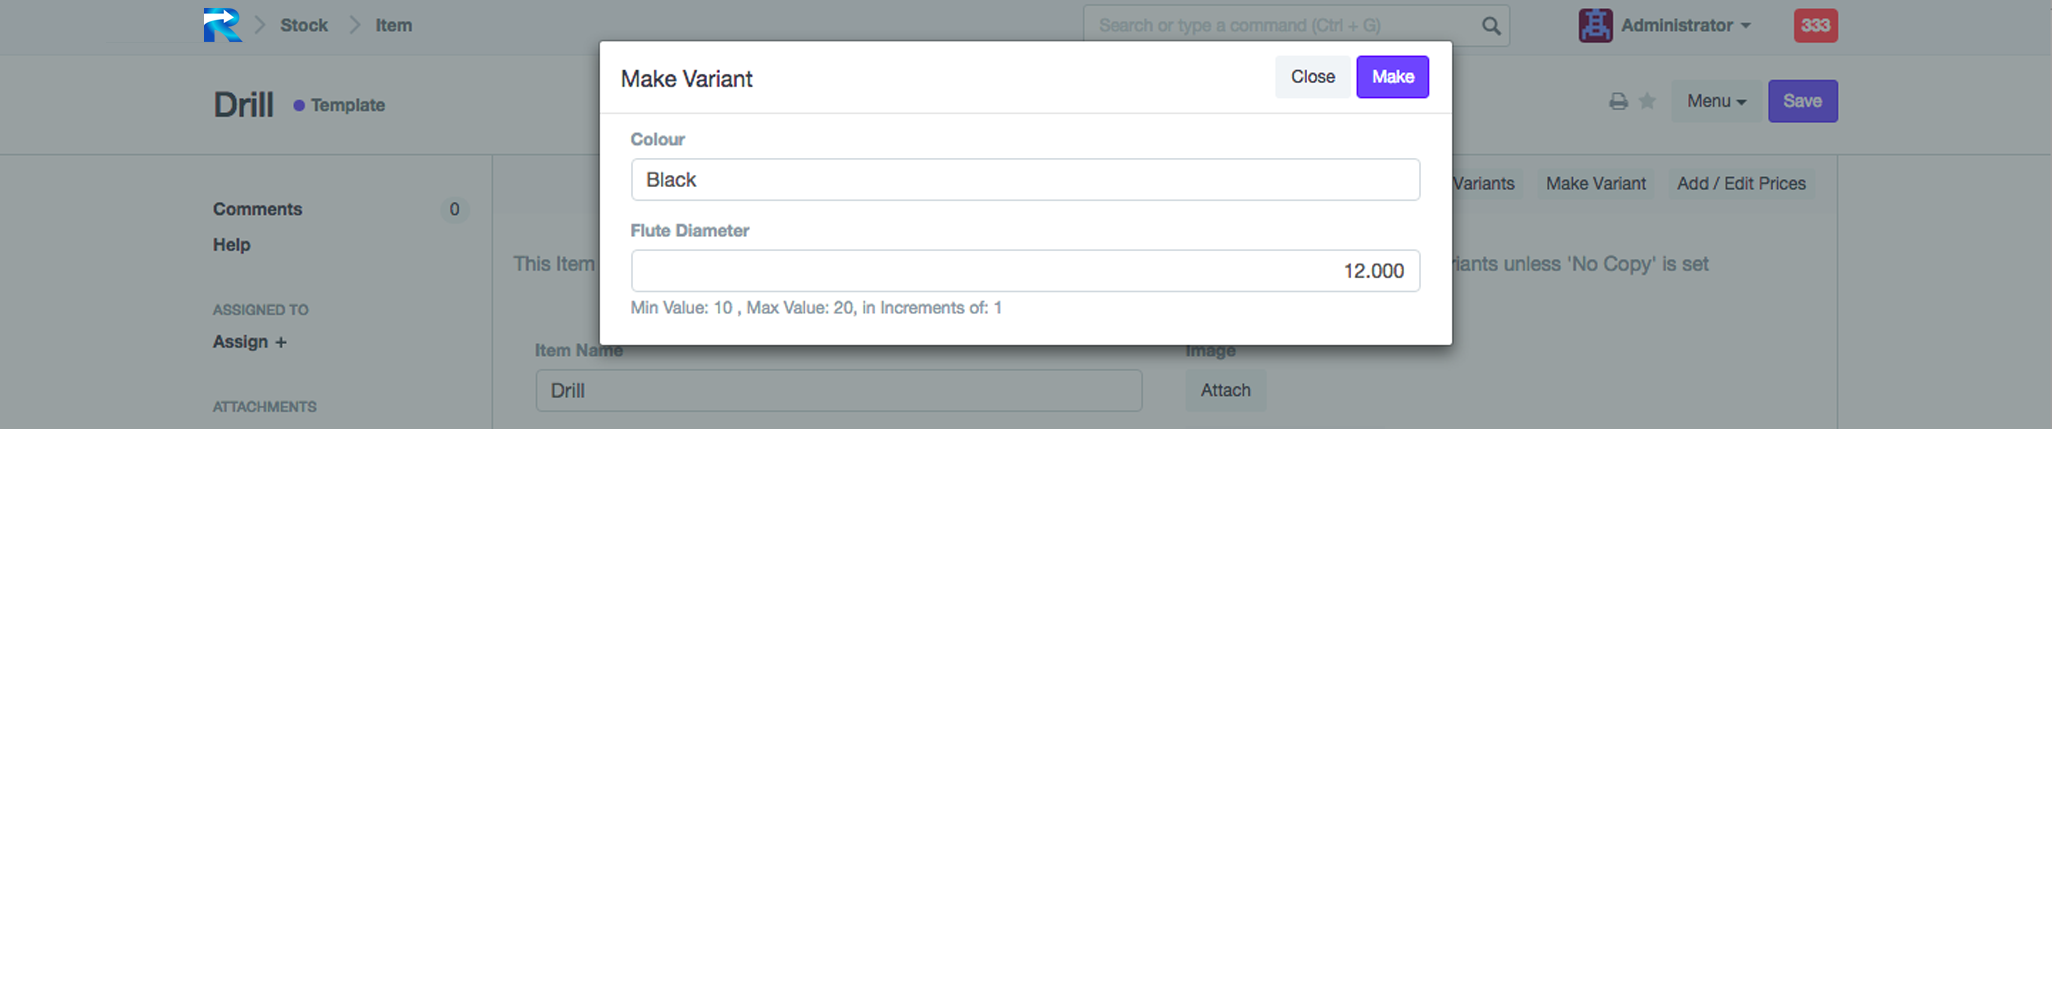 Stock
Item
Search or type a command (Ctrl + G)
Administrator
333
Drill
Template
Menu
Save
Make Variant
Close
Make
Colour
Black
Flute Diameter
12.000
Min Value: 10 , Max Value: 20, in Increments of: 1
Comments
0
Help
ASSIGNED TO
Assign +
ATTACHMENTS
Variants
Make Variant
Add / Edit Prices
This Item
unless 'No Copy' is set
Item Name
Drill
Image
Attach